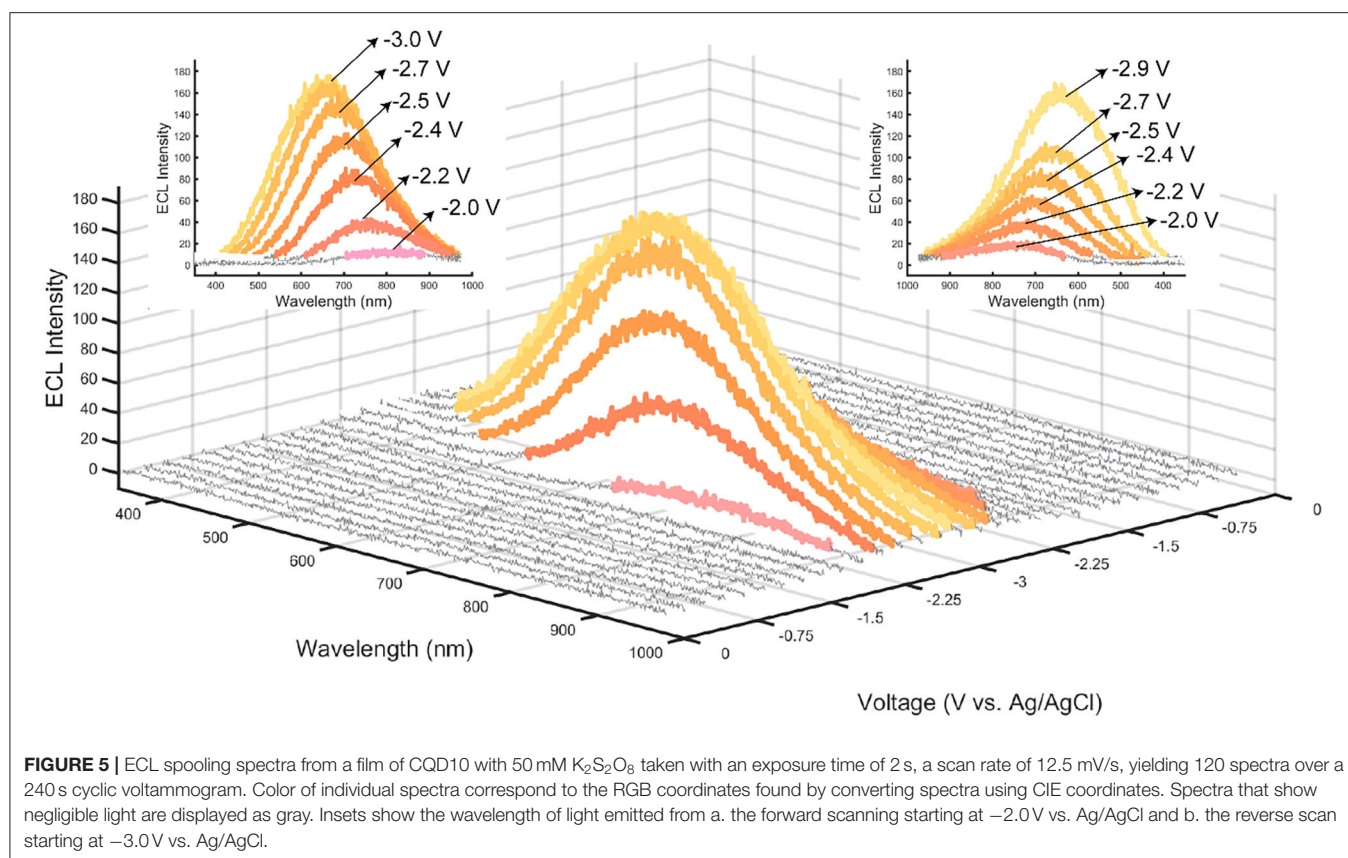 -3.0 V
-2.7 V
-2.5 V
-2.4 V
-2.2 V
-2.0 V
180
160
140
120
100
80
60
40
20
0
ECL Intensity
400 500 600 700 800 900 1000
Wavelength (nm)
-2.9 V
-2.7 V
-2.5 V
-2.4 V
-2.2 V
-2.0 V
180
160
140
120
100
80
60
40
20
0
ECL Intensity
1000 900 800 700 600 500 400
Wavelength (nm)
180
160
140
120
100
80
60
40
20
0
ECL Intensity
400
500
600
700
800
900
1000
Wavelength (nm)
0
-0.75
-1.5
-2.25
-3
-2.25
-1.5
-0.75
0
Voltage (V vs. Ag/AgCl)
FIGURE 5 | ECL spooling spectra from a film of CQD10 with 50 mM K₂S₂O₈ taken with an exposure time of 2 s, a scan rate of 12.5 mV/s, yielding 120 spectra over a
240 s cyclic voltammogram. Color of individual spectra correspond to the RGB coordinates found by converting spectra using CIE coordinates. Spectra that show
negligible light are displayed as gray. Insets show the wavelength of light emitted from a. the forward scanning starting at −2.0 V vs. Ag/AgCl and b. the reverse scan
starting at −3.0 V vs. Ag/AgCl.